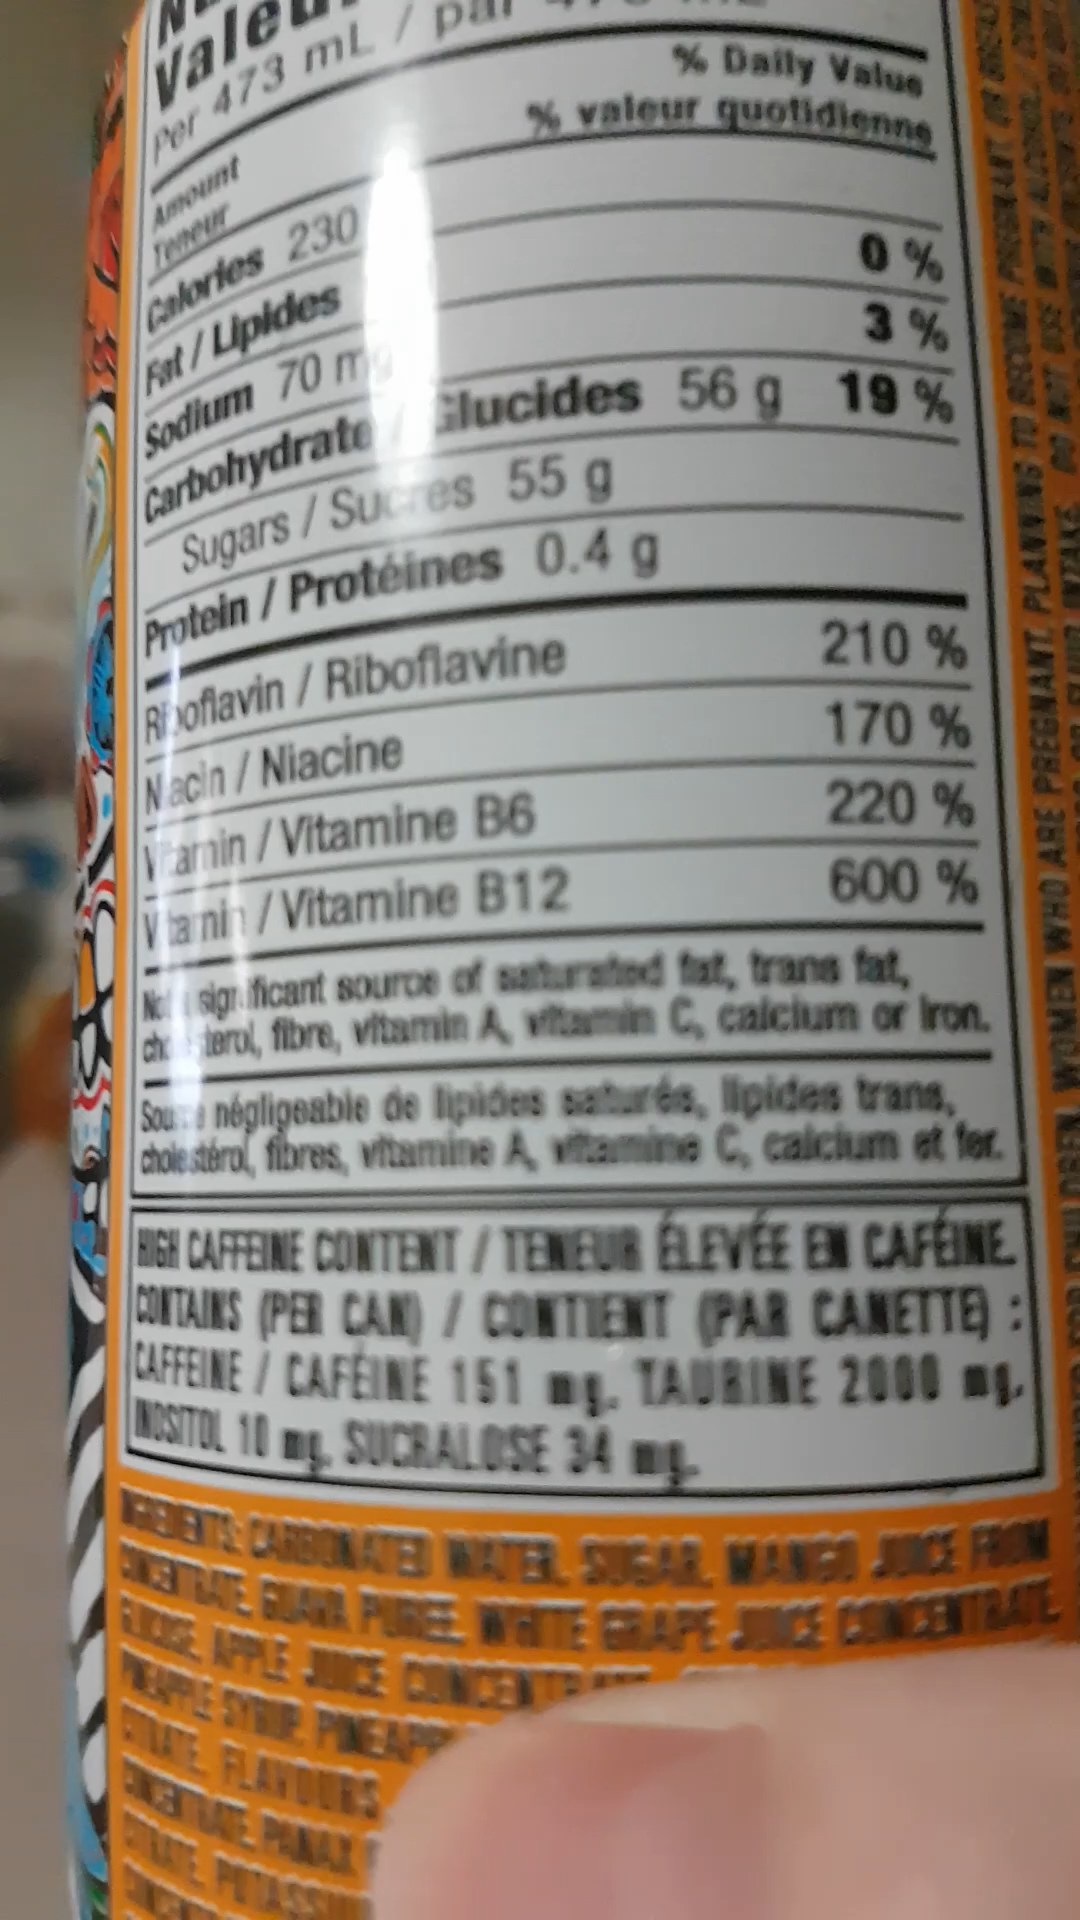 Per 473 mL / par
% Daily Value
% valeur quotidienne
Amount
Teneur
Calories 230
Fat / Lipides 0 %
Sodium 70 mg 3 %
Carbohydrate / Glucides 56 g 19 %
Sugars / Sucres 55 g
Protein / Protéines 0.4 g
Riboflavin / Riboflavine 210 %
Niacin / Niacine 170 %
Vitamin / Vitamine B6 220 %
Vitamin / Vitamine B12 600 %
Not a significant source of saturated fat, trans fat,
cholesterol, fibre, vitamin A, vitamin C, calcium or iron.
Source négligeable de lipides saturés, lipides trans,
cholestérol, fibres, vitamine A, vitamine C, calcium et fer.
HIGH CAFFEINE CONTENT / TENEUR ÉLEVÉE EN CAFÉINE.
CONTAINS (PER CAN) / CONTIENT (PAR CANETTE) :
CAFFEINE / CAFÉINE 151 mg, TAURINE 2000 mg,
INOSITOL 10 mg, SUCRALOSE 34 mg.
INGREDIENTS: CARBONATED WATER, SUGAR, MANGO JUICE FROM
CONCENTRATE, GUAVA PUREE, WHITE GRAPE JUICE CONCENTRATE,
GLUCOSE, APPLE JUICE
PINEAPPLE SYRUP,
CITRATE, FLAVOURS
CONCENTRATE, PANAX
CITRATE,
WOMEN WHO ARE PREGNANT, PLANNING TO BECOME PREGNANT